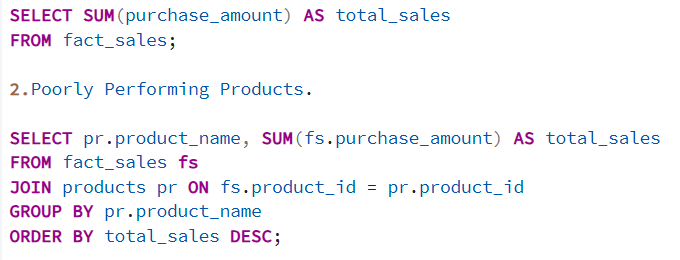 SELECT SUM(purchase_amount) AS total_sales
FROM fact_sales;
2.Poorly Performing Products.
SELECT pr.product_name, SUM(fs.purchase_amount) AS total_sales
FROM fact_sales fs
JOIN products pr ON fs.product_id = pr.product_id
GROUP BY pr.product_name
ORDER BY total_sales DESC;